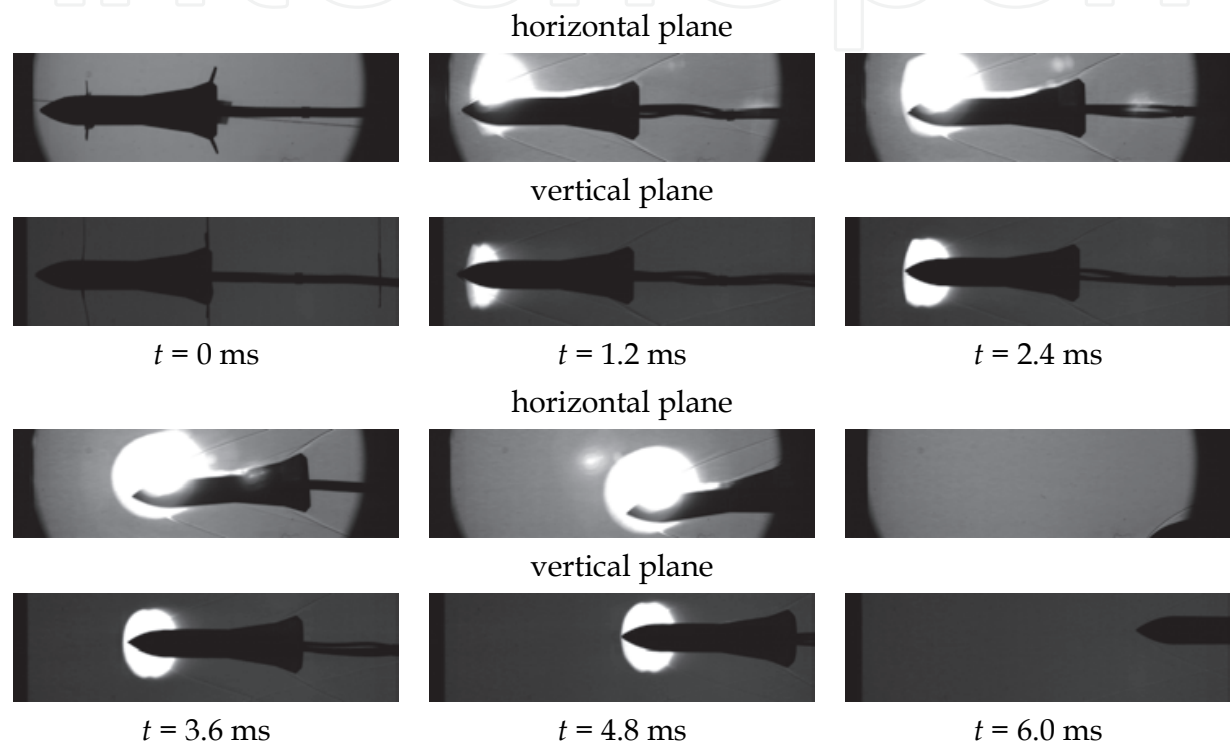 horizontal plane
vertical plane
t = 0 ms t = 1.2 ms t = 2.4 ms
horizontal plane
vertical plane
t = 3.6 ms t = 4.8 ms t = 6.0 ms